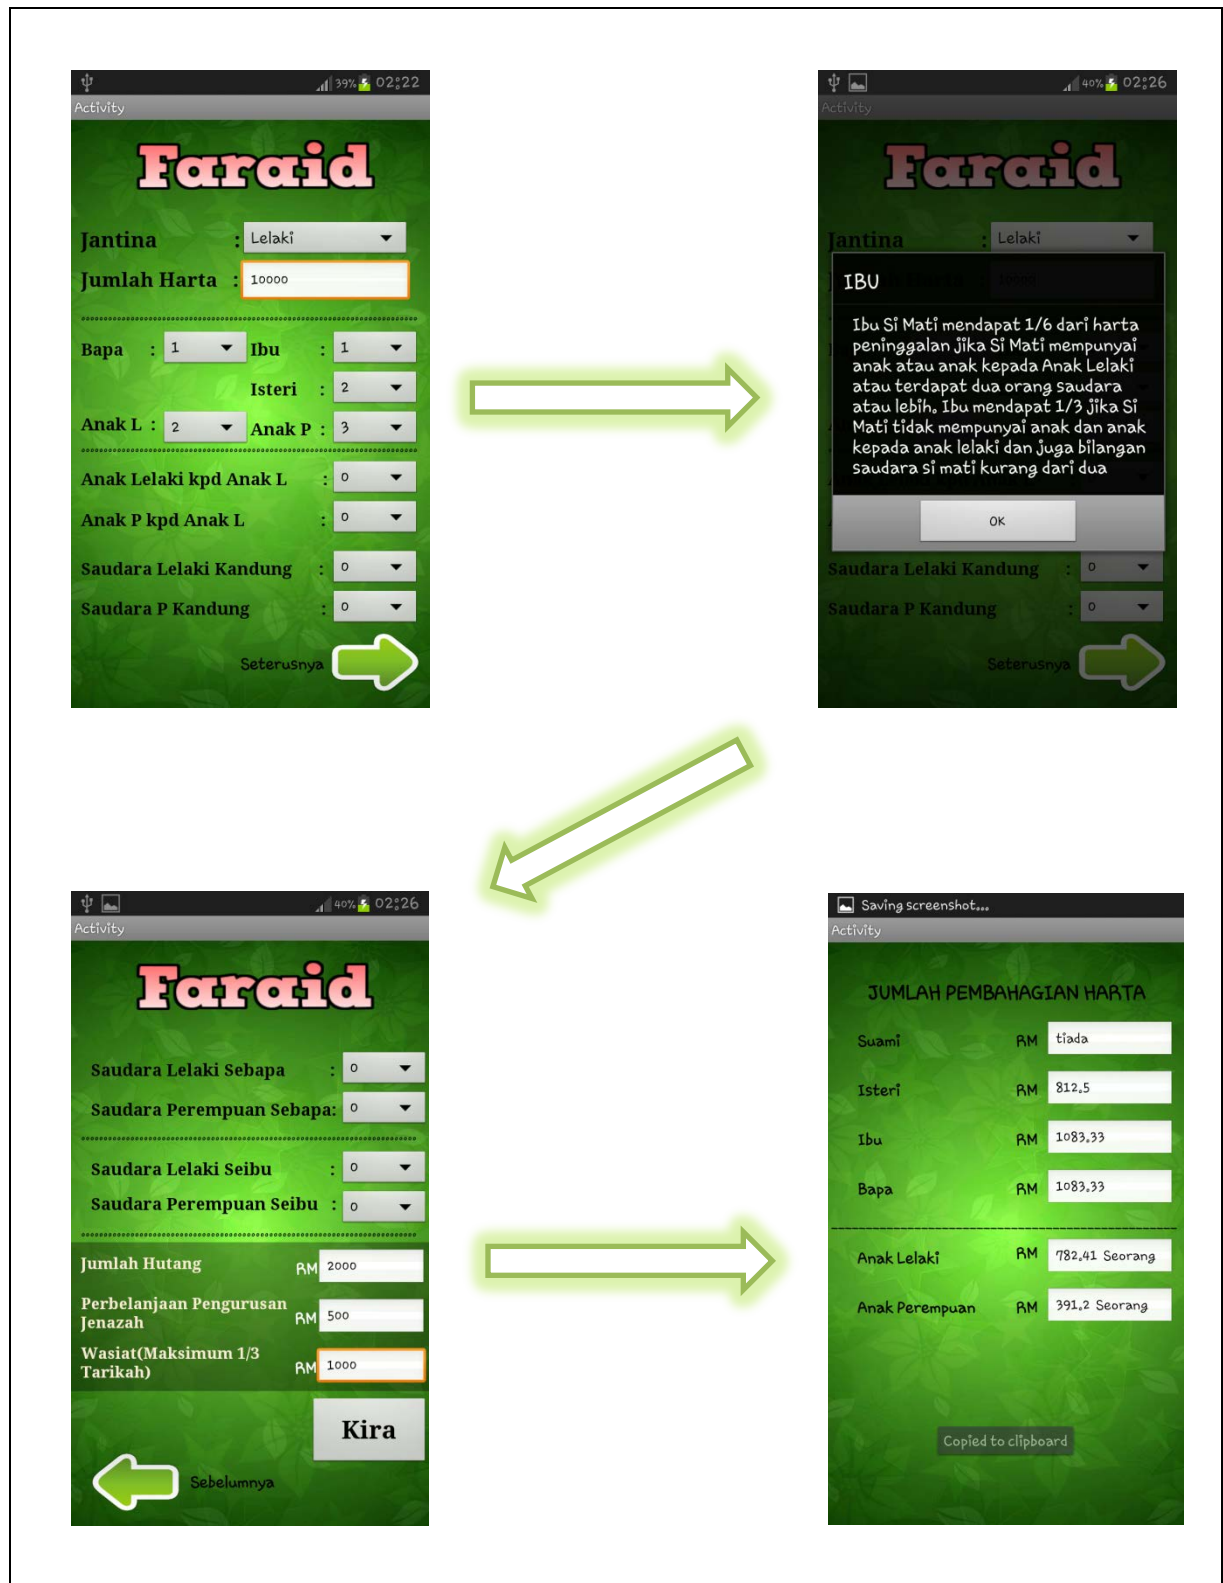 39% 02:22
Activity
Faraid
Jantina : Lelaki
Jumlah Harta : 10000
Bapa : 1 Ibu : 1
Isteri : 2
Anak L : 2 Anak P : 3
Anak Lelaki kpd Anak L : 0
Anak P kpd Anak L : 0
Saudara Lelaki Kandung : 0
Saudara P Kandung : 0
Seterusnya
40% 02:26
Activity
Faraid
Jantina : Lelaki
10000
IBU
Ibu Si Mati mendapat 1/6 dari harta
peninggalan jika Si Mati mempunyai
anak atau anak kepada Anak Lelaki
atau terdapat dua orang saudara
atau lebih. Ibu mendapat 1/3 jika Si
Mati tidak mempunyai anak dan anak
kepada anak lelaki dan juga bilangan
saudara si mati kurang dari dua
OK
Saudara Lelaki Kandung : 0
Saudara P Kandung : 0
Seterusnya
40% 02:26
Activity
Faraid
Saudara Lelaki Sebapa : 0
Saudara Perempuan Sebapa: 0
Saudara Lelaki Seibu : 0
Saudara Perempuan Seibu : 0
Jumlah Hutang RM 2000
Perbelanjaan Pengurusan
Jenazah RM 500
Wasiat(Maksimum 1/3
Tarikah) RM 1000
Kira
Sebelumnya
Saving screenshot...
Activity
JUMLAH PEMBAHAGIAN HARTA
Suami RM tiada
Isteri RM 812.5
Ibu RM 1083.33
Bapa RM 1083.33
Anak Lelaki RM 782.41 Seorang
Anak Perempuan RM 391.2 Seorang
Copied to clipboard